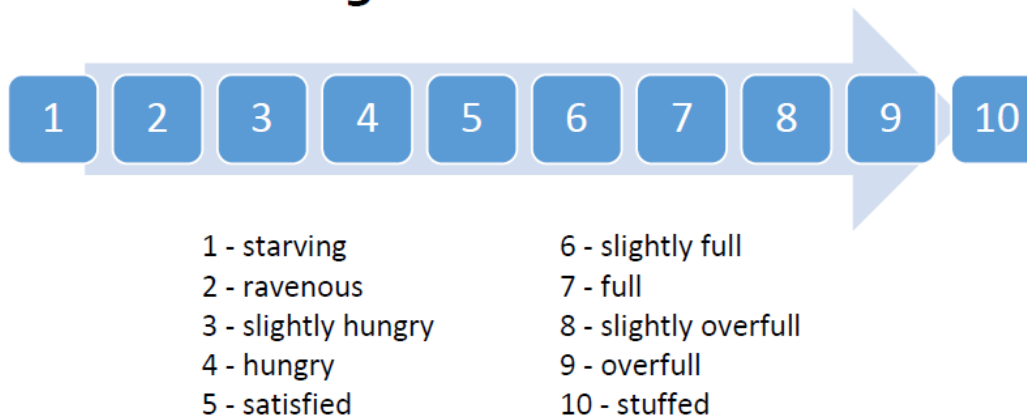 1 2 3 4 5 6 7 8 9 10
1 - starving
2 - ravenous
3 - slightly hungry
4 - hungry
5 - satisfied
6 - slightly full
7 - full
8 - slightly overfull
9 - overfull
10 - stuffed